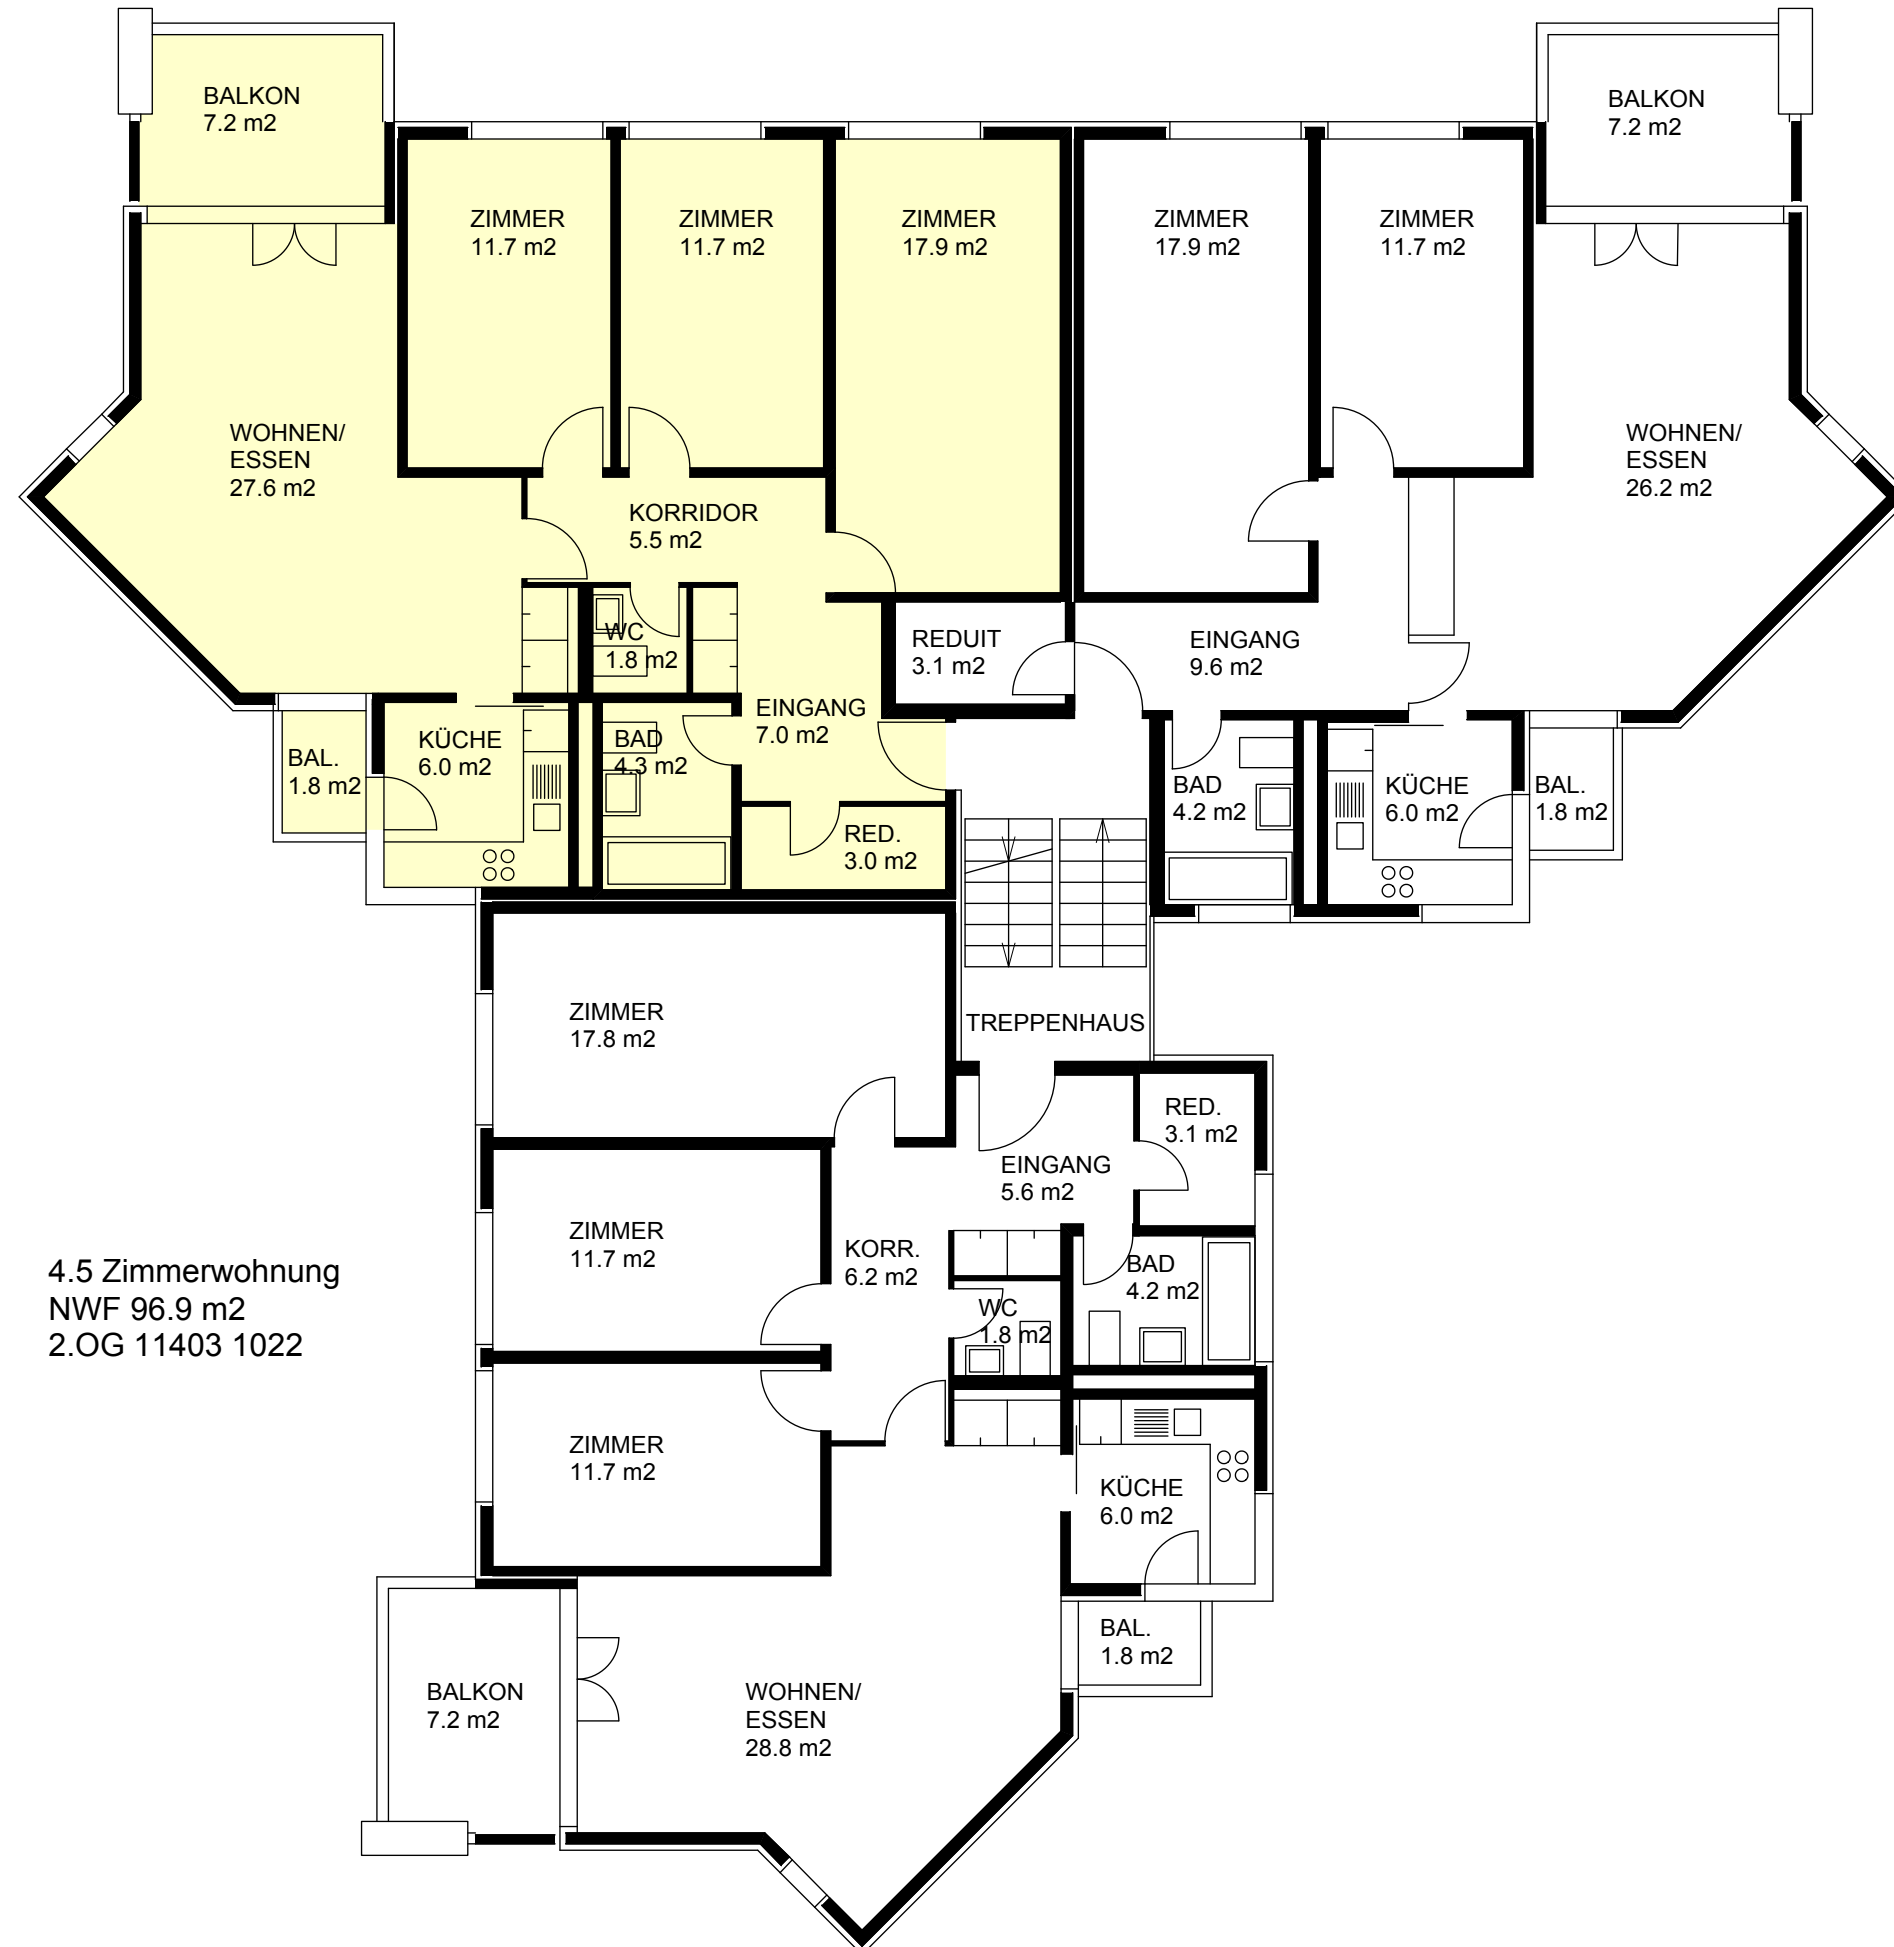 BALKON
7.2 m2
BALKON
7.2 m2
ZIMMER
11.7 m2
ZIMMER
11.7 m2
ZIMMER
17.9 m2
ZIMMER
17.9 m2
ZIMMER
11.7 m2
WOHNEN/
ESSEN
27.6 m2
WOHNEN/
ESSEN
26.2 m2
KORRIDOR
5.5 m2
WC
1.8 m2
REDUIT
3.1 m2
EINGANG
9.6 m2
EINGANG
7.0 m2
BAL.
1.8 m2
KÜCHE
6.0 m2
BAD
4.3 m2
RED.
3.0 m2
BAD
4.2 m2
KÜCHE
6.0 m2
BAL.
1.8 m2
ZIMMER
17.8 m2
TREPPENHAUS
RED.
3.1 m2
EINGANG
5.6 m2
ZIMMER
11.7 m2
KORR.
6.2 m2
BAD
4.2 m2
WC
1.8 m2
4.5 Zimmerwohnung
NWF 96.9 m2
2.OG 11403 1022
ZIMMER
11.7 m2
KÜCHE
6.0 m2
BAL.
1.8 m2
BALKON
7.2 m2
WOHNEN/
ESSEN
28.8 m2